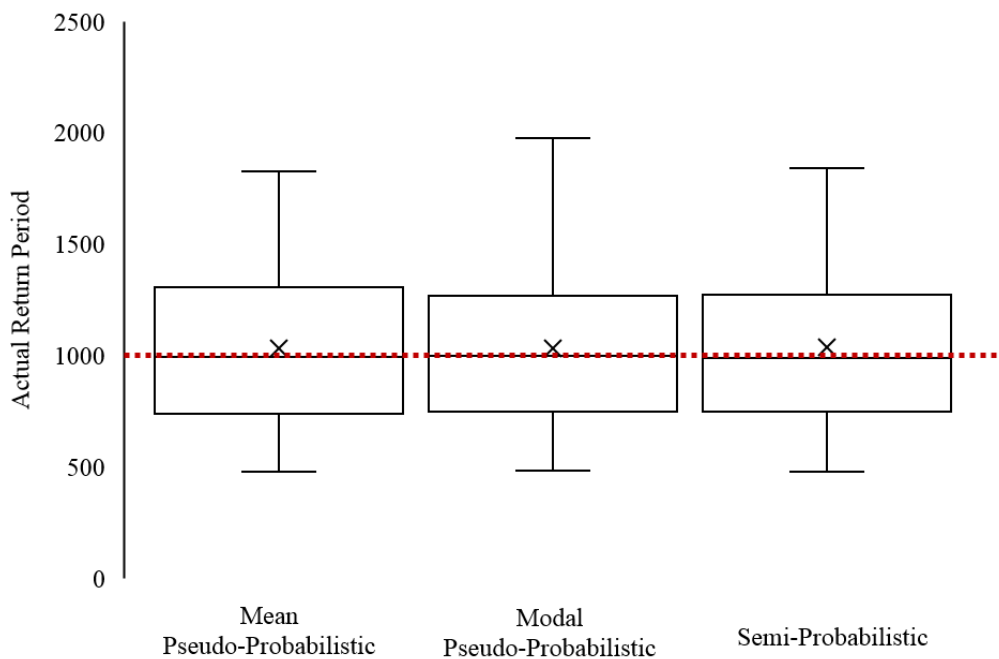 2500
2000
1500
1000
500
0
Actual Return Period
Mean
Pseudo-Probabilistic
Modal
Pseudo-Probabilistic
Semi-Probabilistic